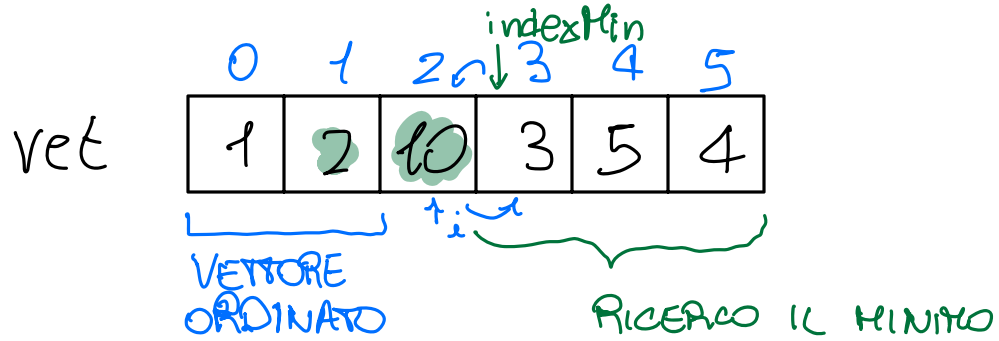 indexMin
0 1 2 3 4 5
vet 1 2 10 3 5 4
i
VETTORE
ORDINATO
RICERCO IL MINIMO